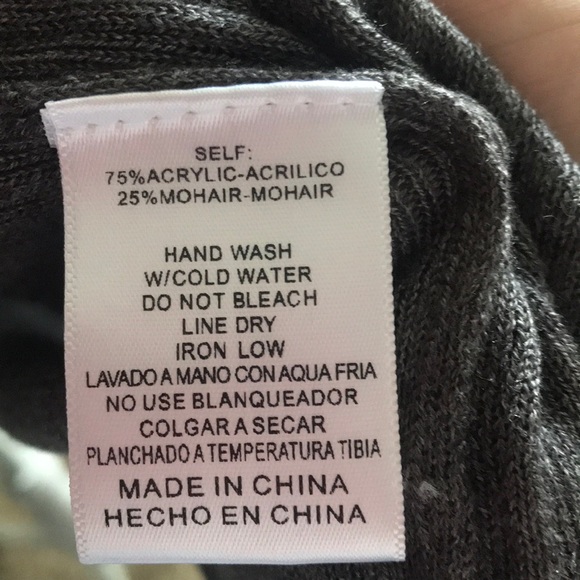 SELF:
75%ACRYLIC-ACRILICO
25%MOHAIR-MOHAIR
HAND WASH
W/COLD WATER
DO NOT BLEACH
LINE DRY
IRON LOW
LAVADO A MANO CON AQUA FRIA
NO USE BLANQUEADOR
COLGAR A SECAR
PLANCHADO A TEMPERATURA TIBIA
MADE IN CHINA
HECHO EN CHINA